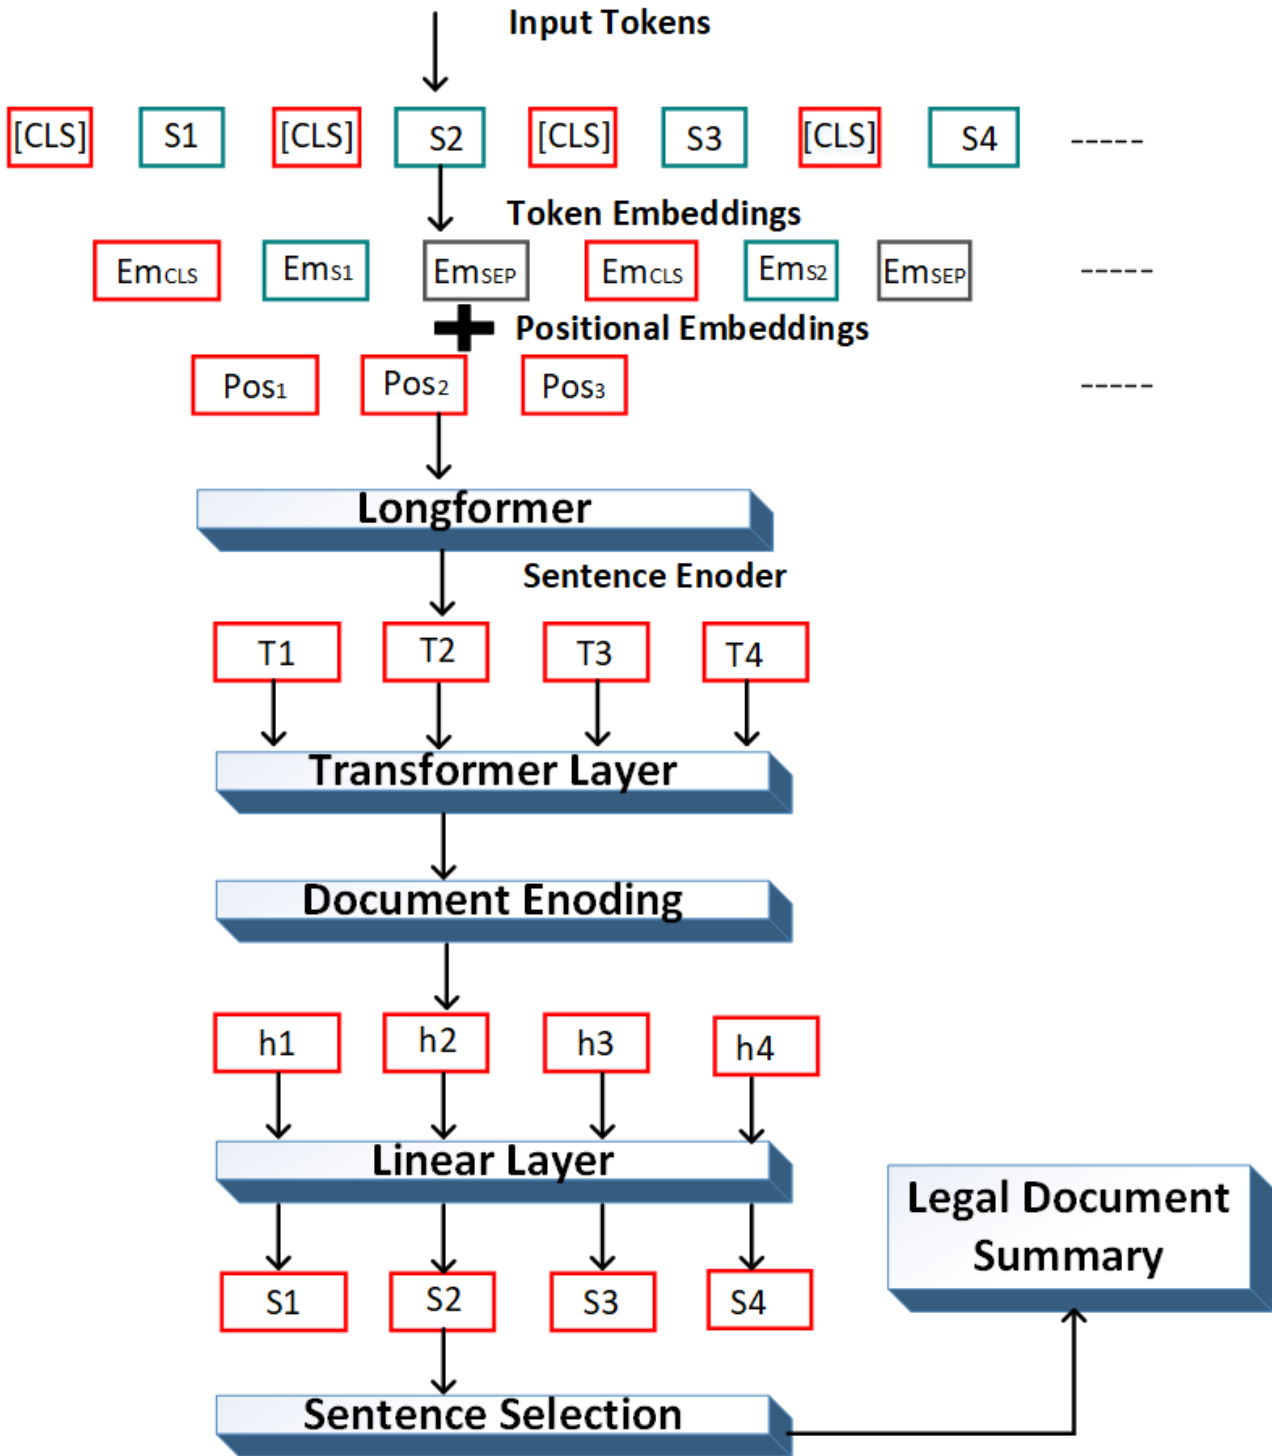 Input Tokens
[CLS] S1 [CLS] S2 [CLS] S3 [CLS] S4 -----
Token Embeddings
EmCLS EmS1 EmSEP EmCLS EmS2 EmSEP -----
+ Positional Embeddings
Pos1 Pos2 Pos3 -----
Longformer
Sentence Enoder
T1 T2 T3 T4
Transformer Layer
Document Enoding
h1 h2 h3 h4
Linear Layer
Legal Document
Summary
S1 S2 S3 S4
Sentence Selection